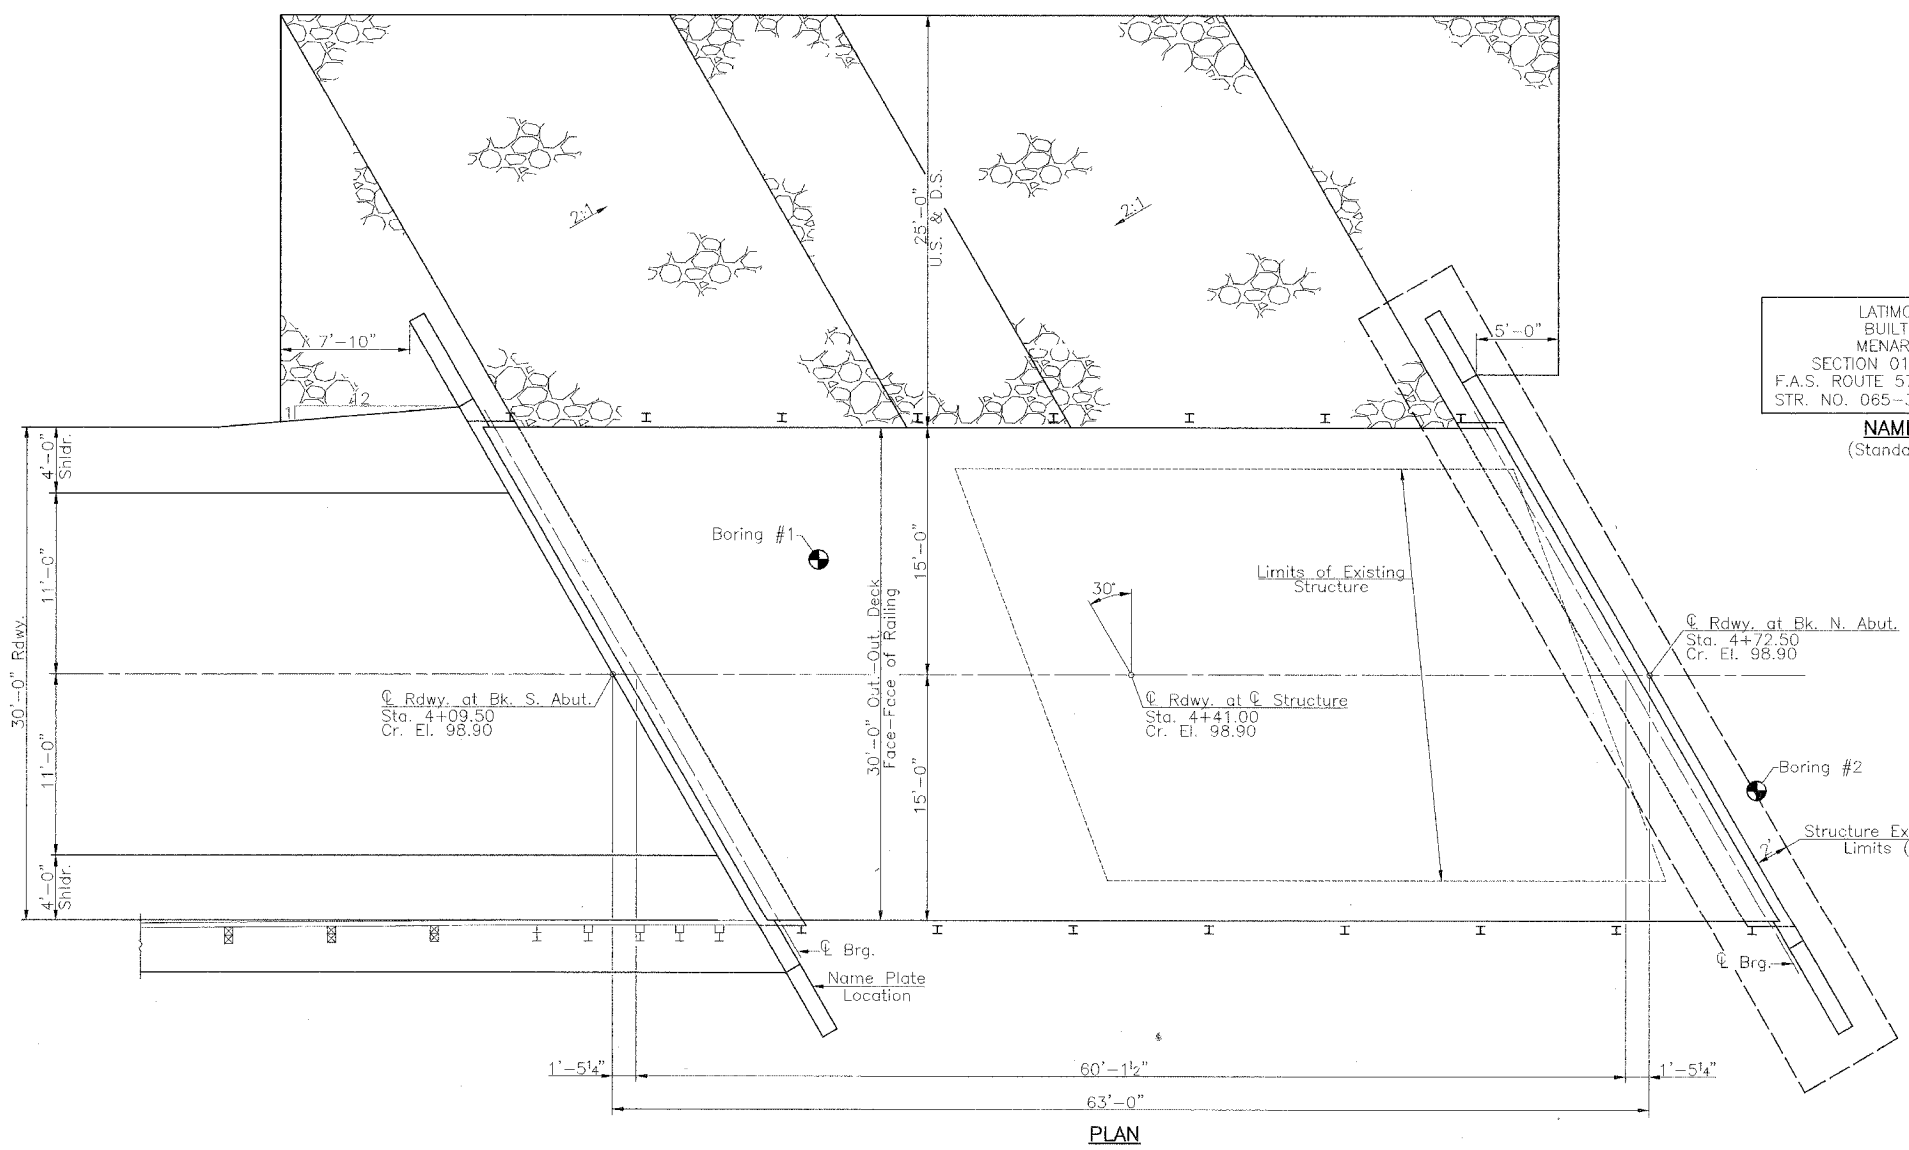 25'-0"
U.S. & D.S.
2:1
2:1
7'-10"
5'-0"
12
1
LATIMO
BUILT
MENAR
SECTION 01
F.A.S. ROUTE 57
STR. NO. 065-3
NAME
(Standa
30'-0" Rdwy.
4'-0"
Shldr.
11'-0"
11'-0"
4'-0"
Shldr.
Boring #1
15'-0"
15'-0"
30'-0" Out.-Out. Deck
Face-Face of Railing
30°
Limits of Existing
Structure
℄ Rdwy. at Bk. S. Abut.
Sta. 4+09.50
Cr. El. 98.90
℄ Rdwy. at ℄ Structure
Sta. 4+41.00
Cr. El. 98.90
℄ Rdwy. at Bk. N. Abut.
Sta. 4+72.50
Cr. El. 98.90
Boring #2
Structure Ex
Limits (
2'
℄ Brg.
Name Plate
Location
℄ Brg.
1'-5¼"
60'-1½"
1'-5¼"
63'-0"
PLAN